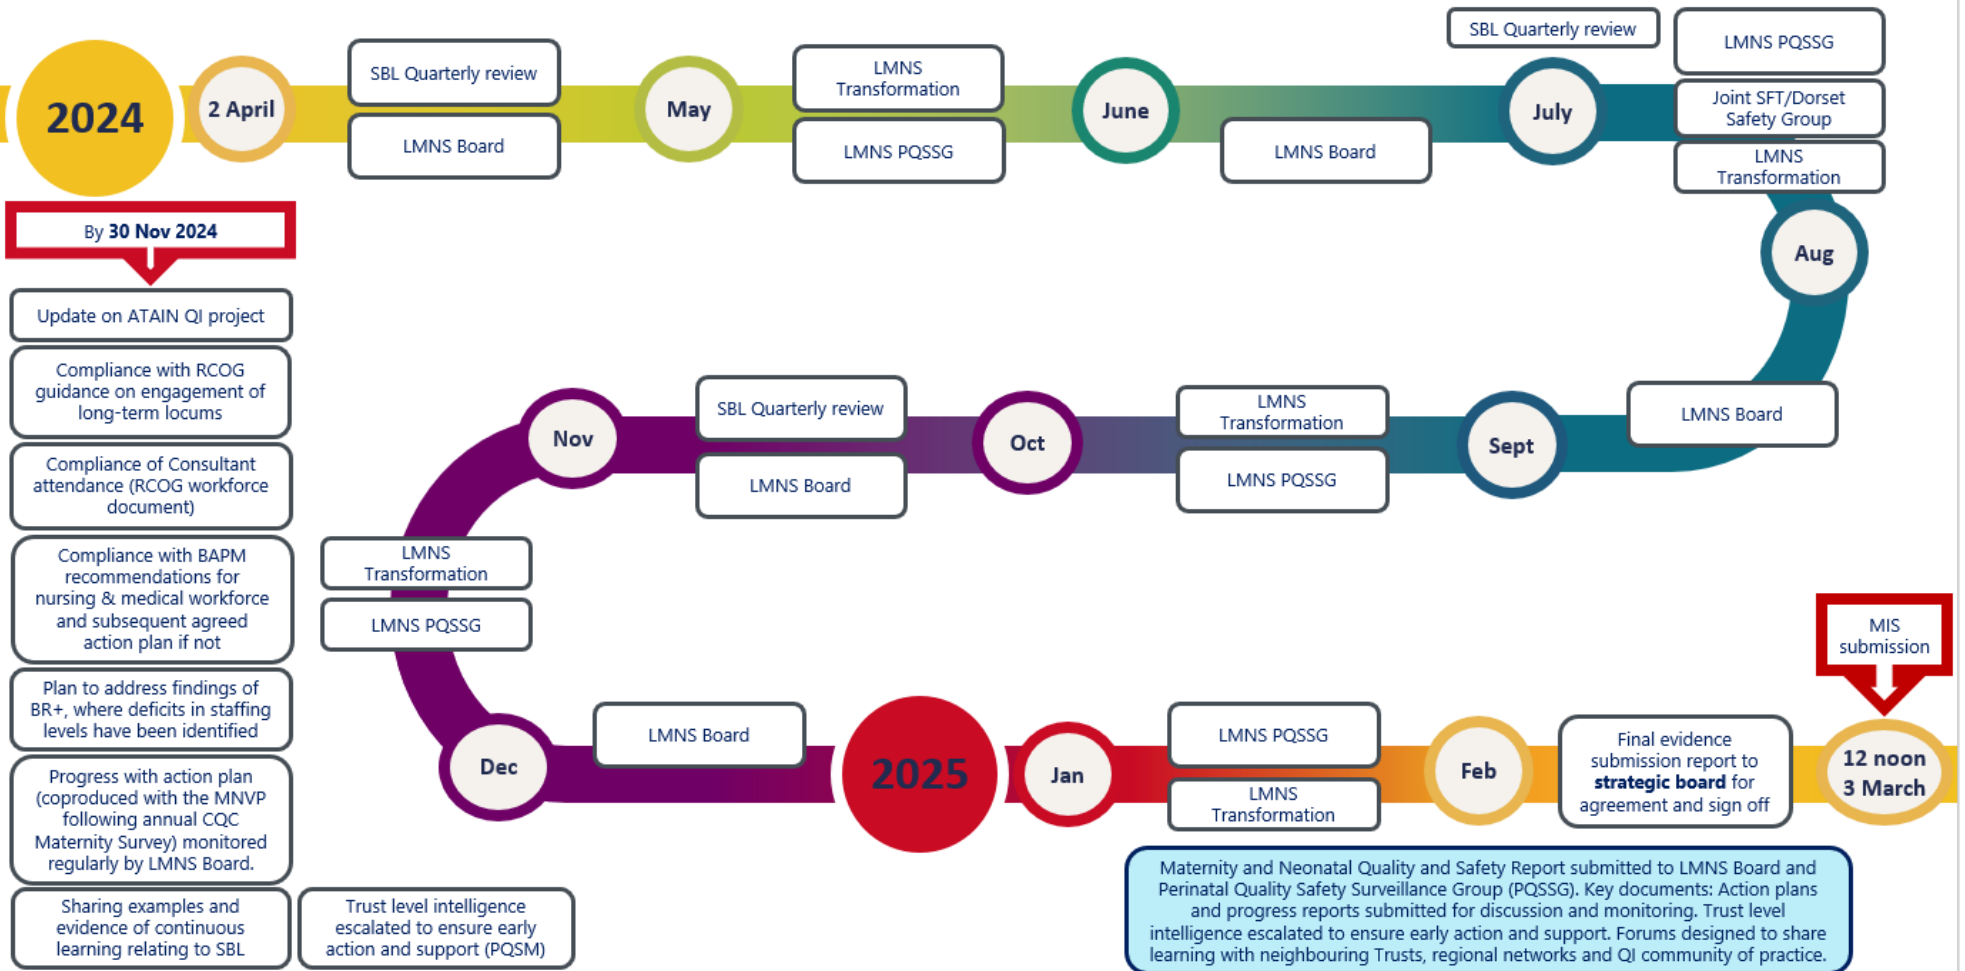 2024
2 April
SBL Quarterly review
LMNS Board
May
LMNS
Transformation
LMNS PQSSG
June
LMNS Board
SBL Quarterly review
July
LMNS PQSSG
Joint SFT/Dorset
Safety Group
LMNS
Transformation
Aug
LMNS Board
Sept
LMNS
Transformation
LMNS PQSSG
Oct
SBL Quarterly review
LMNS Board
Nov
LMNS
Transformation
LMNS PQSSG
Dec
LMNS Board
2025
Jan
LMNS PQSSG
LMNS
Transformation
Feb
Final evidence
submission report to
strategic board for
agreement and sign off
MIS
submission
12 noon
3 March
By 30 Nov 2024
Update on ATAIN QI project
Compliance with RCOG
guidance on engagement of
long-term locums
Compliance of Consultant
attendance (RCOG workforce
document)
Compliance with BAPM
recommendations for
nursing & medical workforce
and subsequent agreed
action plan if not
Plan to address findings of
BR+, where deficits in staffing
levels have been identified
Progress with action plan
(coproduced with the MNVP
following annual CQC
Maternity Survey) monitored
regularly by LMNS Board.
Sharing examples and
evidence of continuous
learning relating to SBL
Trust level intelligence
escalated to ensure early
action and support (PQSM)
Maternity and Neonatal Quality and Safety Report submitted to LMNS Board and
Perinatal Quality Safety Surveillance Group (PQSSG). Key documents: Action plans
and progress reports submitted for discussion and monitoring. Trust level
intelligence escalated to ensure early action and support. Forums designed to share
learning with neighbouring Trusts, regional networks and QI community of practice.